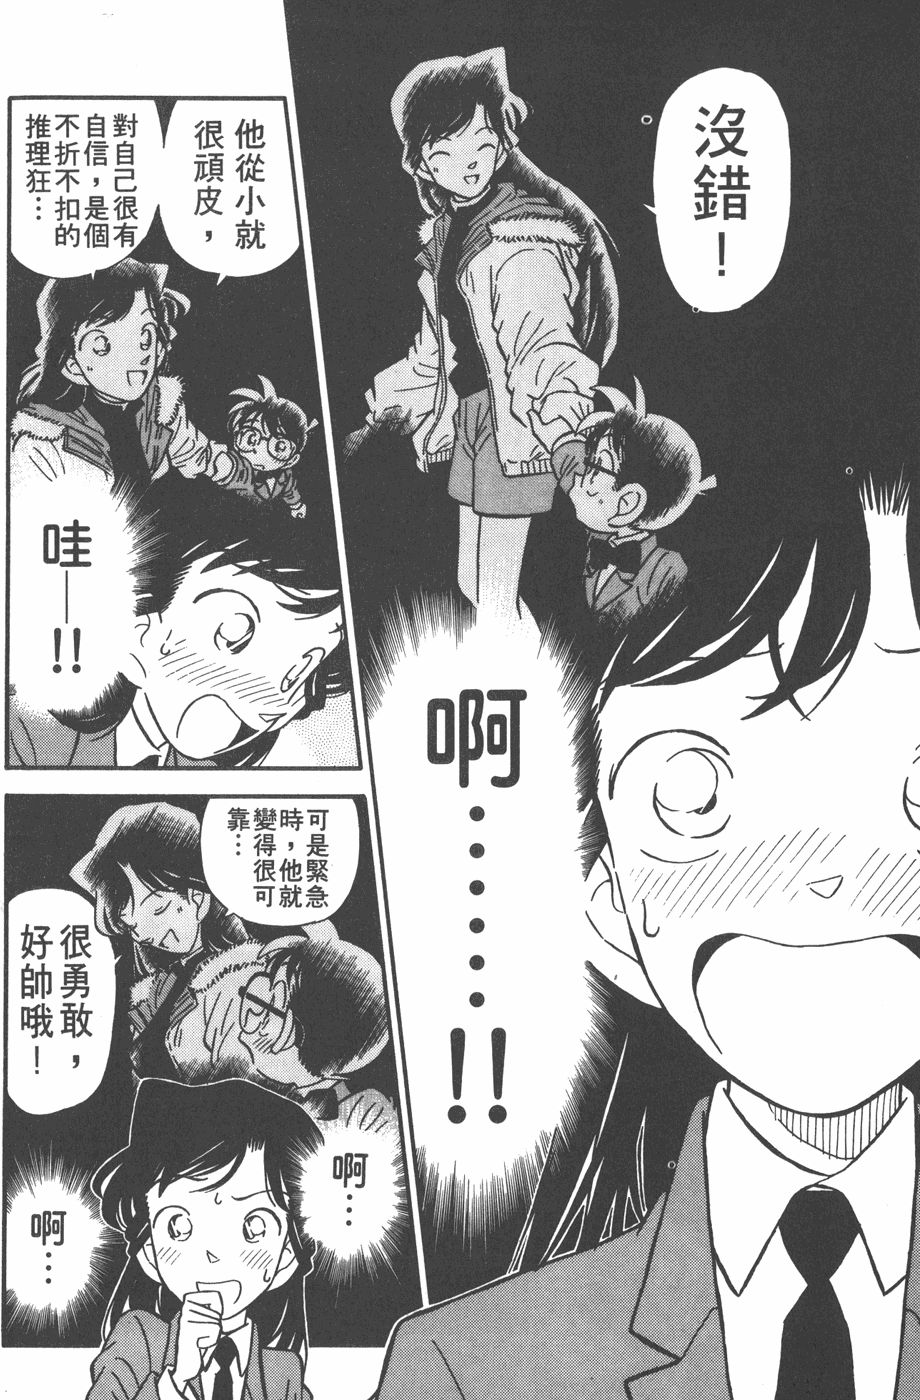 沒錯！
啊……!!
他從小就
很頑皮，
對自己很有
自信，是個
不折不扣的
推理狂…
哇—!!
可是緊急
時，他就
變得很可
靠…
很勇敢，
好帥哦！
啊…
啊…